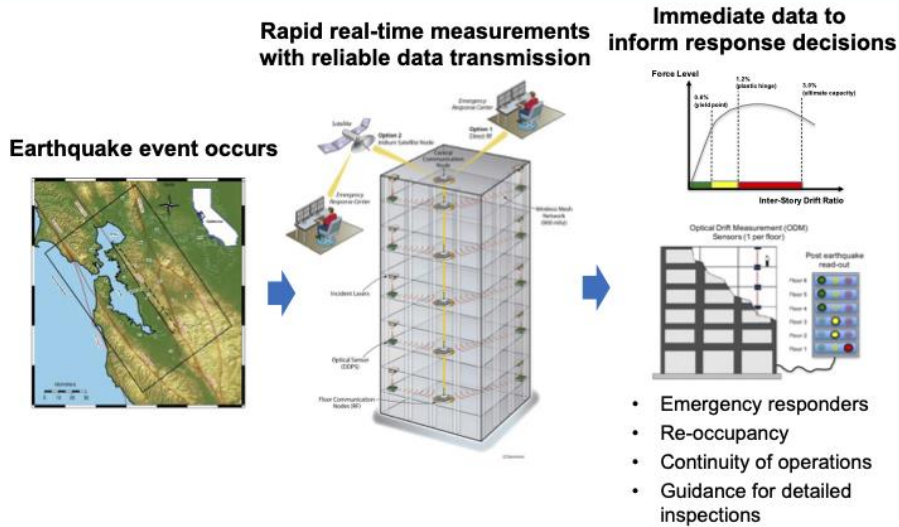 Earthquake event occurs
Rapid real-time measurements
with reliable data transmission
Emergency
Response Center
Satellite
Option 2
Iridium Satellite Node
Option 1
Direct RF
Central
Communication
Node
Emergency
Response Center
Wireless Mesh
Network
(900 mHz)
Incident Lasers
Optical Sensor
(DDPS)
Floor Communication
Nodes (RF)
Immediate data to
inform response decisions
Force Level
0.6%
(yield point)
1.2%
(plastic hinge)
3.0%
(ultimate capacity)
Inter-Story Drift Ratio
Optical Drift Measurement (ODM)
Sensors (1 per floor)
Post earthquake
read-out
Floor 6
Floor 5
Floor 4
Floor 3
Floor 2
Floor 1
• Emergency responders
• Re-occupancy
• Continuity of operations
• Guidance for detailed
inspections